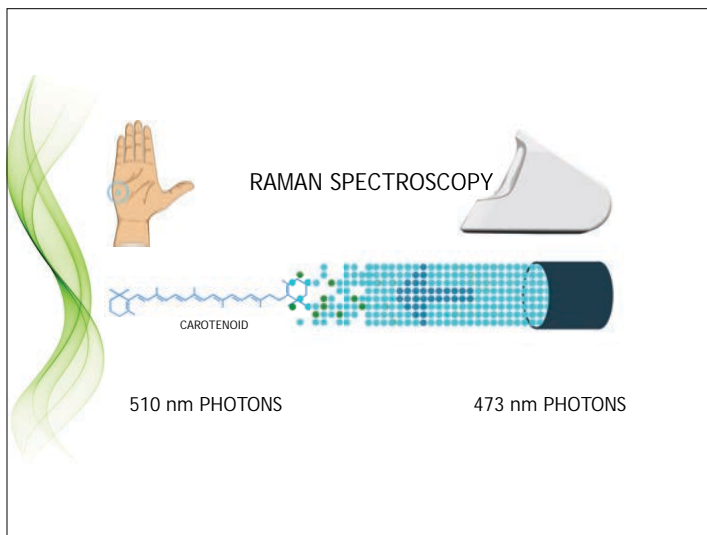 RAMAN SPECTROSCOPY
CAROTENOID
510 nm PHOTONS
473 nm PHOTONS